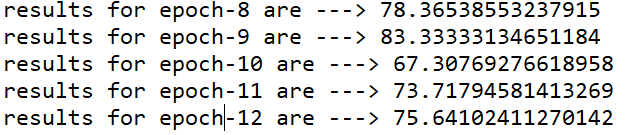 results for epoch-8 are ---> 78.36538553237915
results for epoch-9 are ---> 83.33333134651184
results for epoch-10 are ---> 67.30769276618958
results for epoch-11 are ---> 73.71794581413269
results for epoch-12 are ---> 75.64102411270142